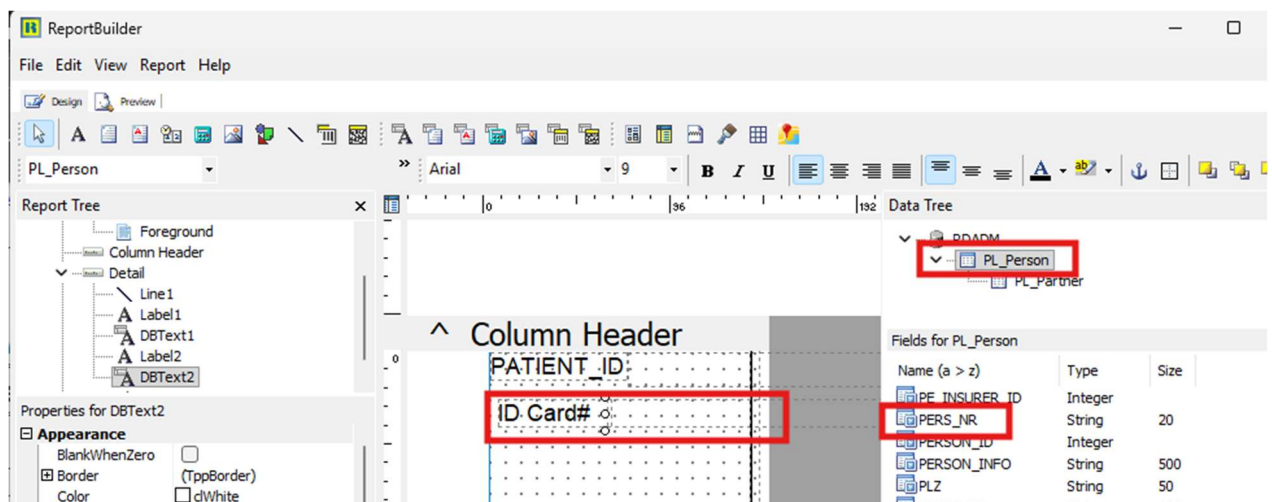 ReportBuilder
File Edit View Report Help
Design Preview
PL_Person » Arial 9 B I U A ab
Report Tree
Foreground
Column Header
Detail
Line1
Label1
DBText1
Label2
DBText2
Properties for DBText2
Appearance
BlankWhenZero
Border (TppBorder)
Color clWhite
0 96 192
^ Column Header
0
PATIENT_ID
ID Card#
Data Tree
PL_Person
PL_Partner
Fields for PL_Person
Name (a > z) Type Size
PE_INSURER_ID Integer
PERS_NR String 20
PERSON_ID Integer
PERSON_INFO String 500
PLZ String 50